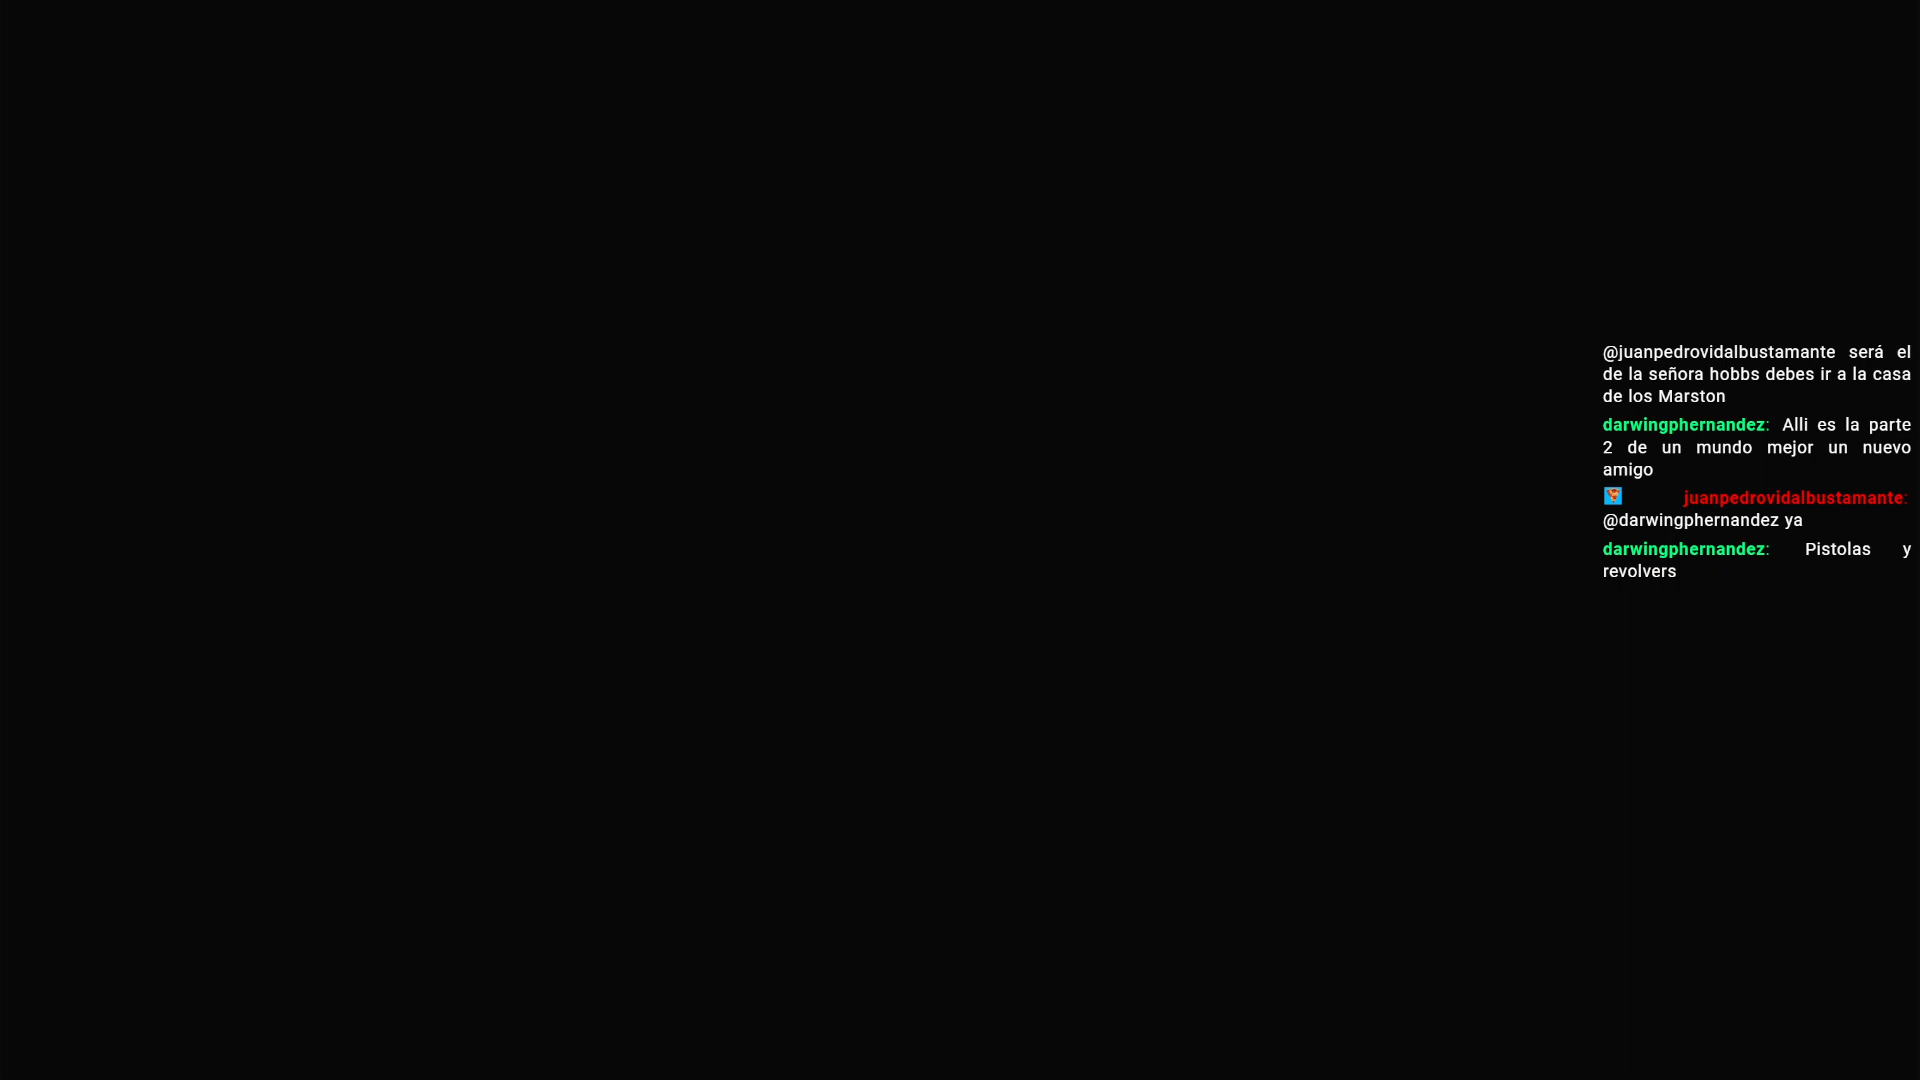 @juanpedrovidalbustamante será el
de la señora hobbs debes ir a la casa
de los Marston
darwingphernandez: Alli es la parte
2 de un mundo mejor un nuevo
amigo
juanpedrovidalbustamante:
@darwingphernandez ya
darwingphernandez: Pistolas y
revolvers